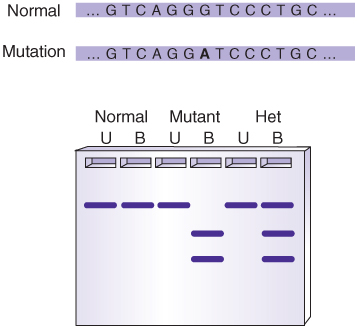 Normal ... G T C A G G G T C C C T G C ...
Mutation ... G T C A G G A T C C C T G C ...
Normal Mutant Het
U B U B U B